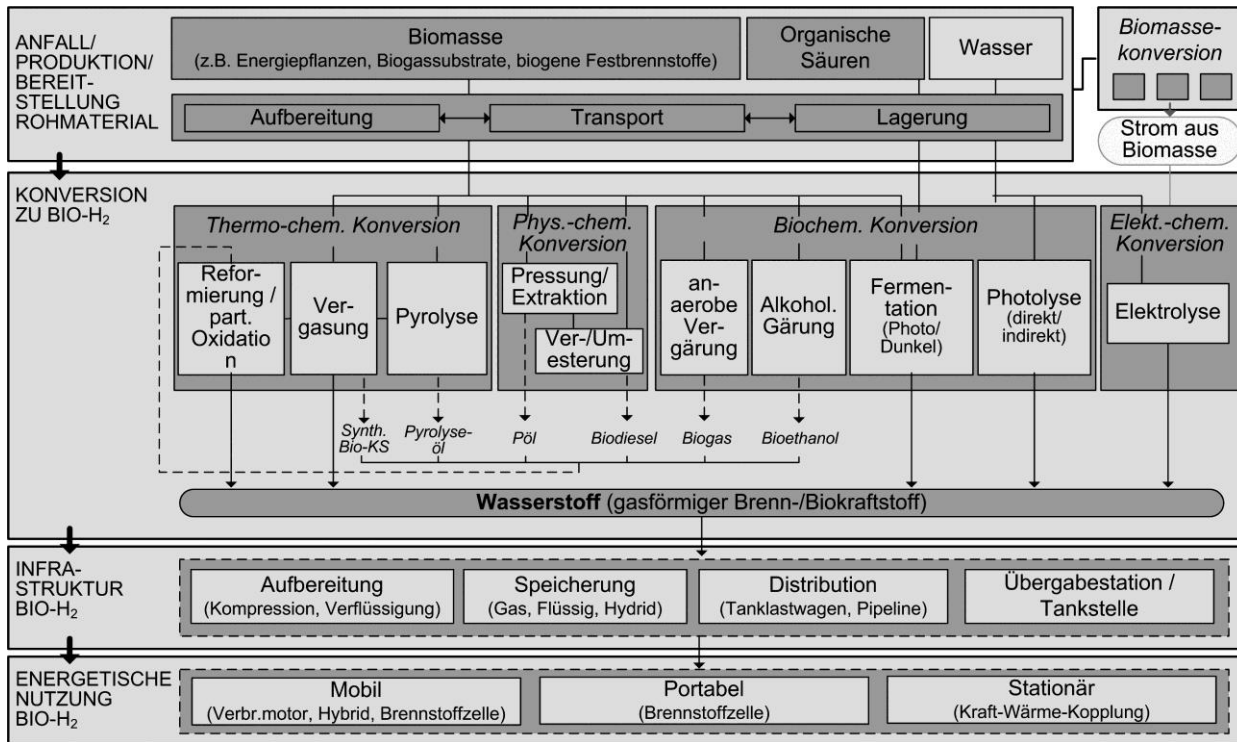 ANFALL/
PRODUKTION/
BEREIT-
STELLUNG
ROHMATERIAL
Biomasse
(z.B. Energiepflanzen, Biogassubstrate, biogene Festbrennstoffe)
Organische
Säuren
Wasser
Aufbereitung
Transport
Lagerung
Biomasse-
konversion
Strom aus
Biomasse
KONVERSION
ZU BIO-H₂
Thermo-chem. Konversion
Refor-
mierung /
part.
Oxidatio
n
Ver-
gasung
Pyrolyse
Phys.-chem.
Konversion
Pressung/
Extraktion
Ver-/Um-
esterung
Biochem. Konversion
an-
aerobe
Ver-
gärung
Alkohol.
Gärung
Fermen-
tation
(Photo/
Dunkel)
Photolyse
(direkt/
indirekt)
Elekt.-chem.
Konversion
Elektrolyse
Synth.
Bio-KS
Pyrolyse-
öl
Pöl
Biodiesel
Biogas
Bioethanol
Wasserstoff (gasförmiger Brenn-/Biokraftstoff)
INFRA-
STRUKTUR
BIO-H₂
Aufbereitung
(Kompression, Verflüssigung)
Speicherung
(Gas, Flüssig, Hydrid)
Distribution
(Tanklastwagen, Pipeline)
Übergabestation /
Tankstelle
ENERGETISCHE
NUTZUNG
BIO-H₂
Mobil
(Verbr.motor, Hybrid, Brennstoffzelle)
Portabel
(Brennstoffzelle)
Stationär
(Kraft-Wärme-Kopplung)